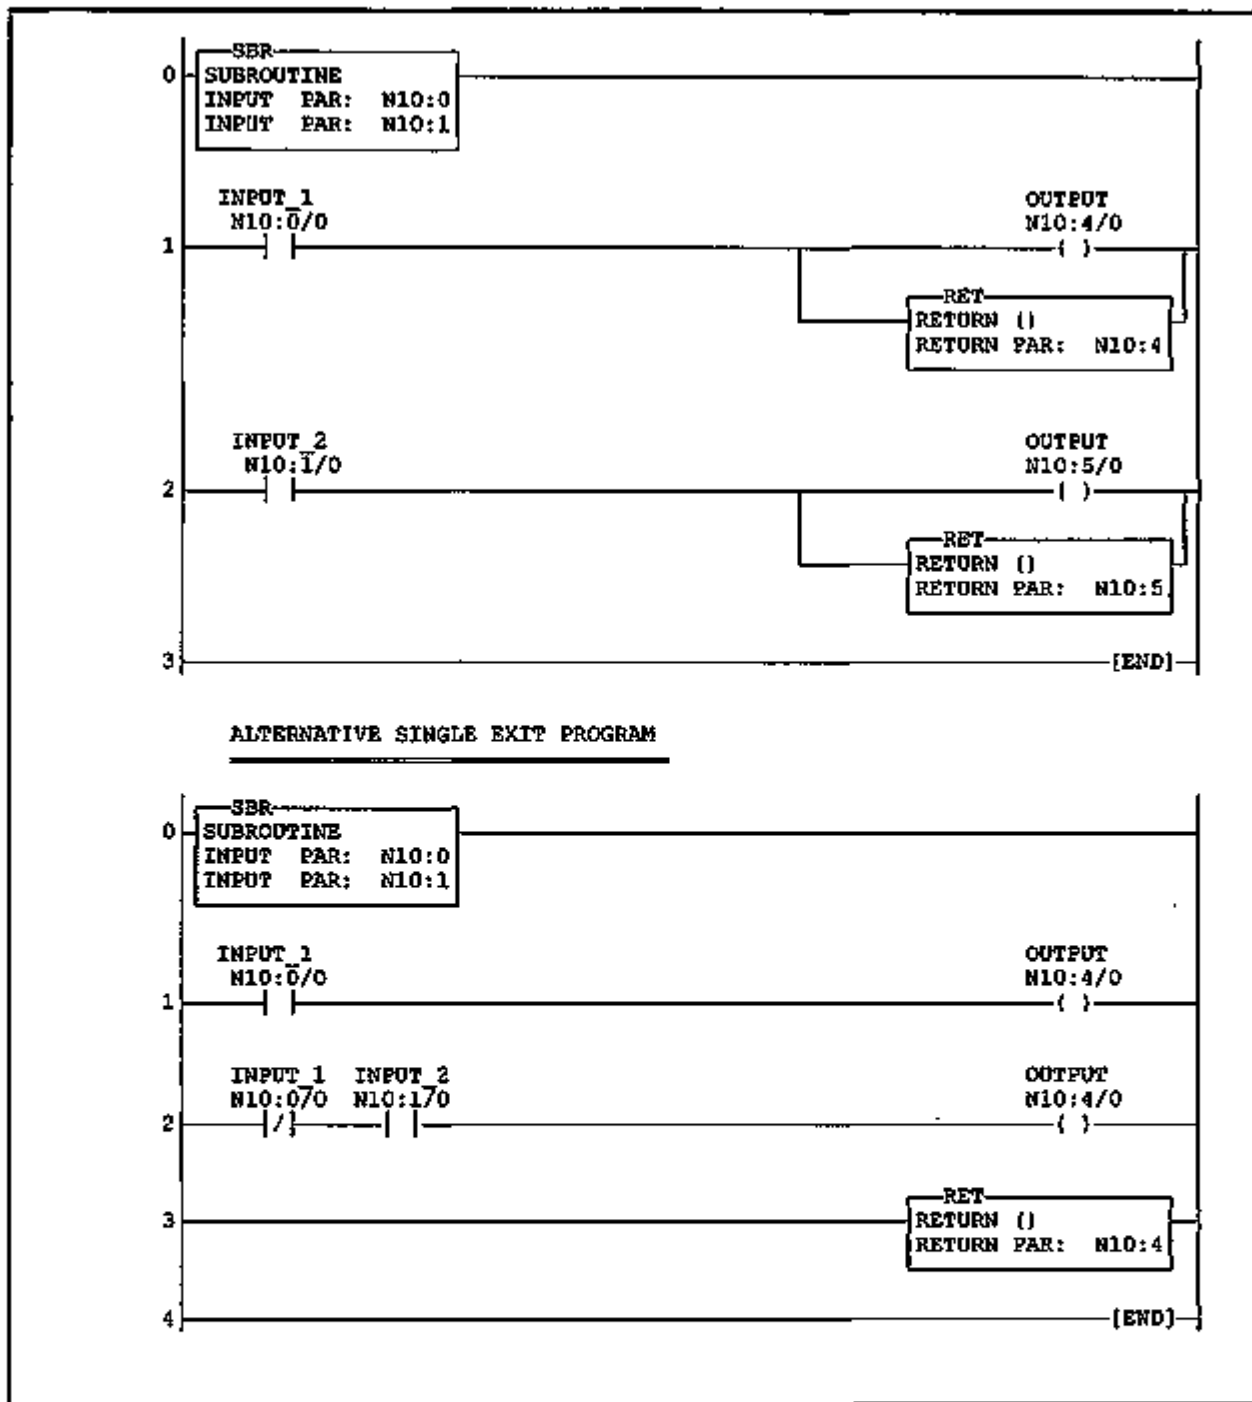 SBR
0 SUBROUTINE
INPUT PAR: N10:0
INPUT PAR: N10:1
INPUT_1
N10:0/0
OUTPUT
N10:4/0
1 ( )
RET
RETURN ()
RETURN PAR: N10:4
INPUT_2
N10:1/0
OUTPUT
N10:5/0
2 ( )
RET
RETURN ()
RETURN PAR: N10:5
3 [END]
ALTERNATIVE SINGLE EXIT PROGRAM
SBR
0 SUBROUTINE
INPUT PAR: N10:0
INPUT PAR: N10:1
INPUT_1
N10:0/0
OUTPUT
N10:4/0
1 ( )
INPUT_1 INPUT_2
N10:0/0 N10:1/0
OUTPUT
N10:4/0
2 ( )
RET
3 RETURN ()
RETURN PAR: N10:4
4 [END]